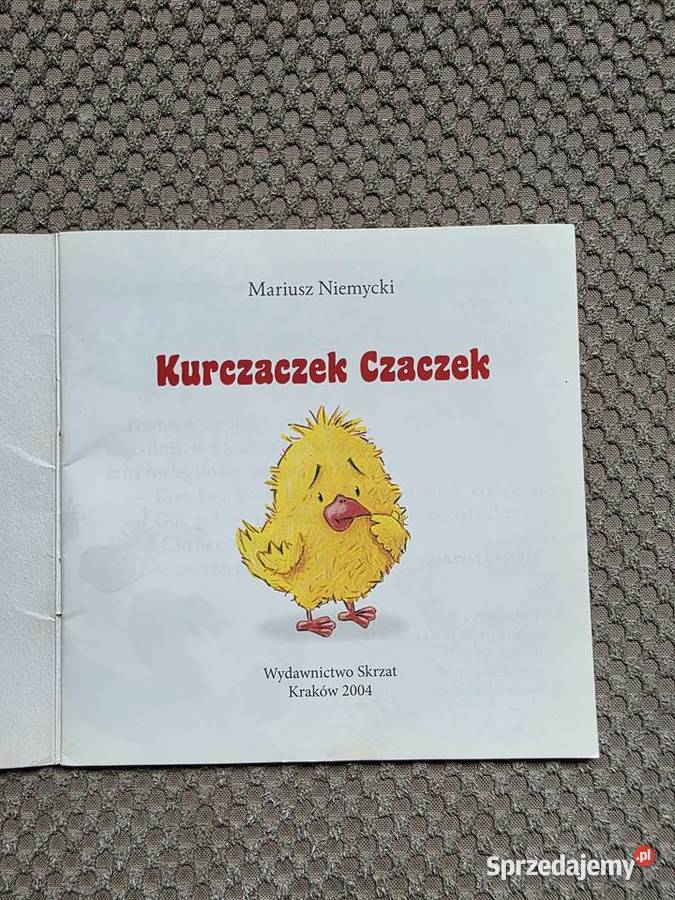 Mariusz Niemycki
Kurczaczek Czaczek
Wydawnictwo Skrzat
Kraków 2004
Sprzedajemy.pl